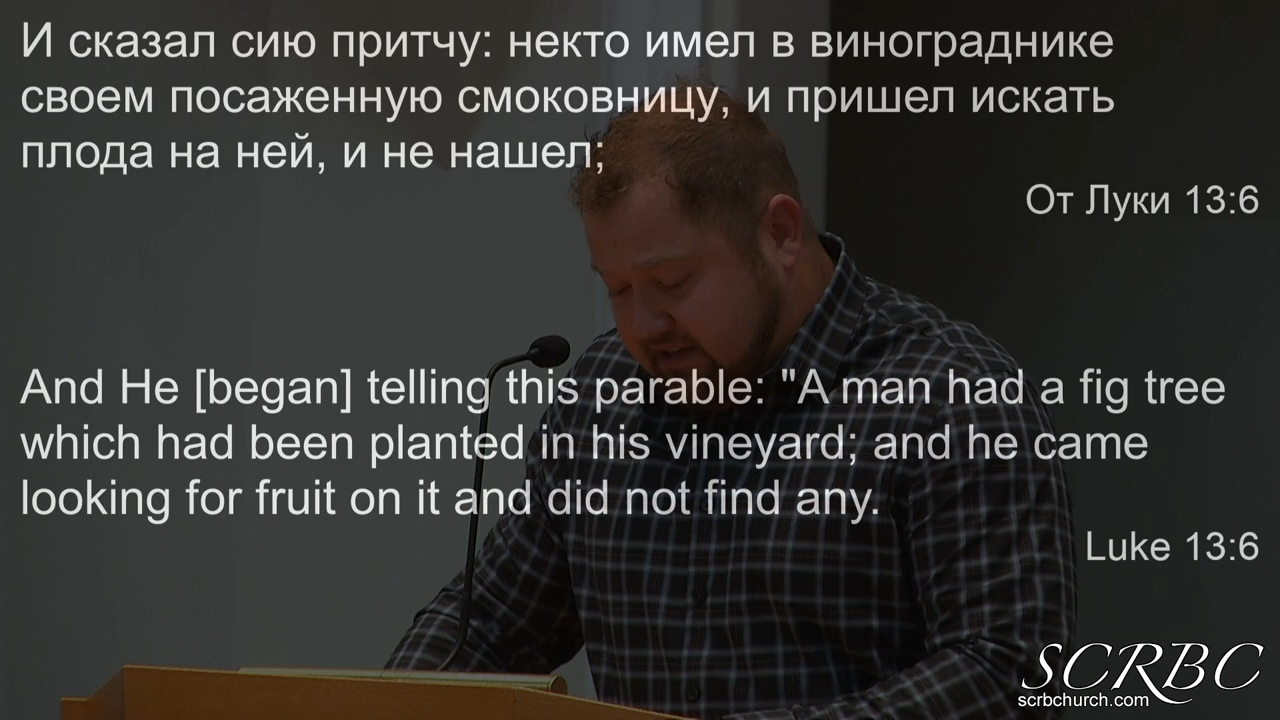 И сказал сию притчу: некто имел в винограднике
своем посаженную смоковницу, и пришел искать
плода на ней, и не нашел;
От Луки 13:6
And He [began] telling this parable: "A man had a fig tree
which had been planted in his vineyard; and he came
looking for fruit on it and did not find any.
Luke 13:6
SCRBC
scrbchurch.com